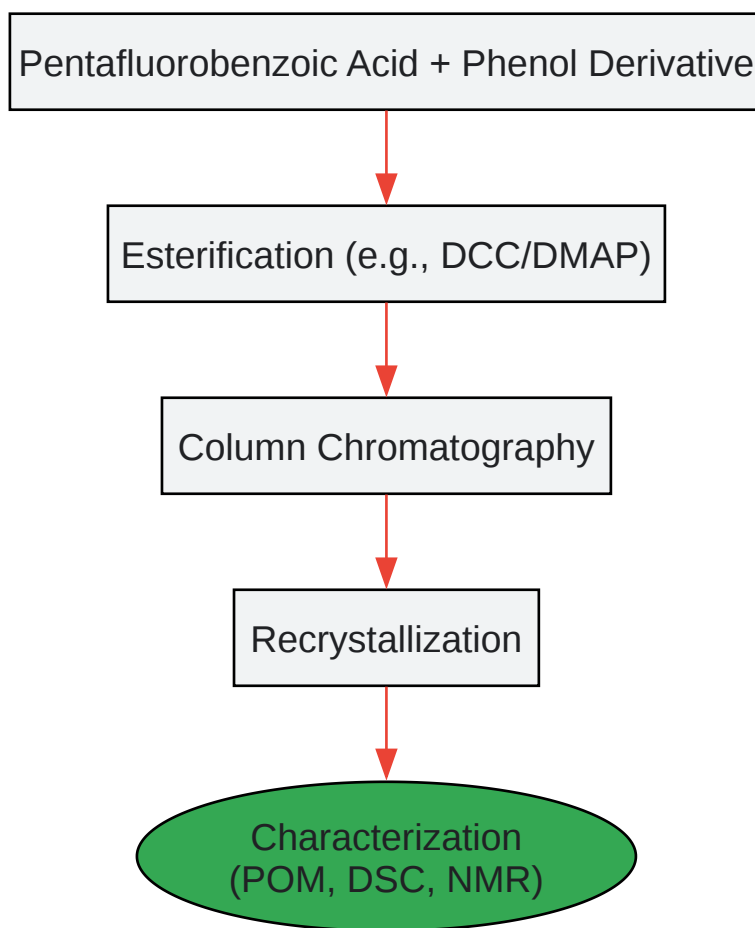 Pentafluorobenzoic Acid + Phenol Derivative
Esterification (e.g., DCC/DMAP)
Column Chromatography
Recrystallization
Characterization
(POM, DSC, NMR)